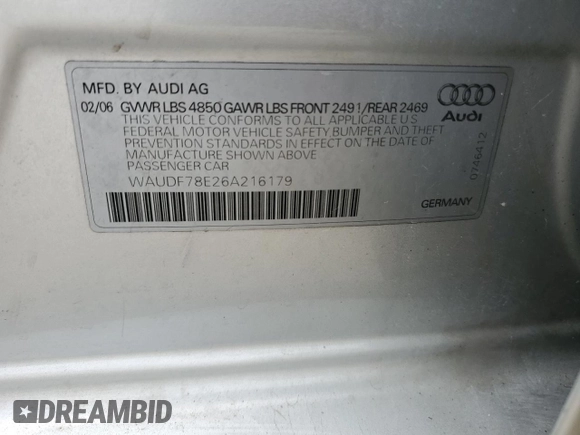 MFD. BY AUDI AG
02/06 GVWR LBS 4850 GAWR LBS FRONT 2491/REAR 2469
THIS VEHICLE CONFORMS TO ALL APPLICABLE U S
FEDERAL MOTOR VEHICLE SAFETY, BUMPER AND THEFT
PREVENTION STANDARDS IN EFFECT ON THE DATE OF
MANUFACTURE SHOWN ABOVE
PASSENGER CAR
WAUDF78E26A216179
Audi
0746412
GERMANY
DREAMBID